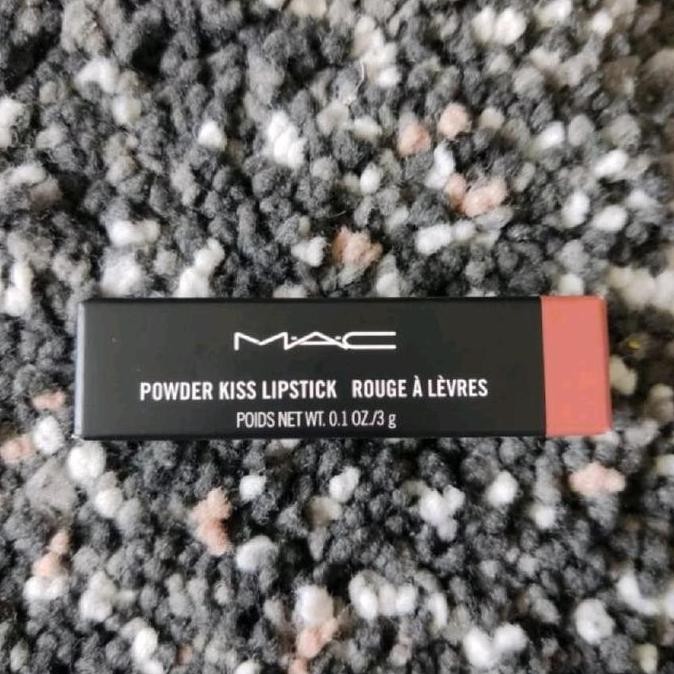 M·A·C
POWDER KISS LIPSTICK ROUGE À LÈVRES
POIDS NET WT. 0.1 OZ./3 g